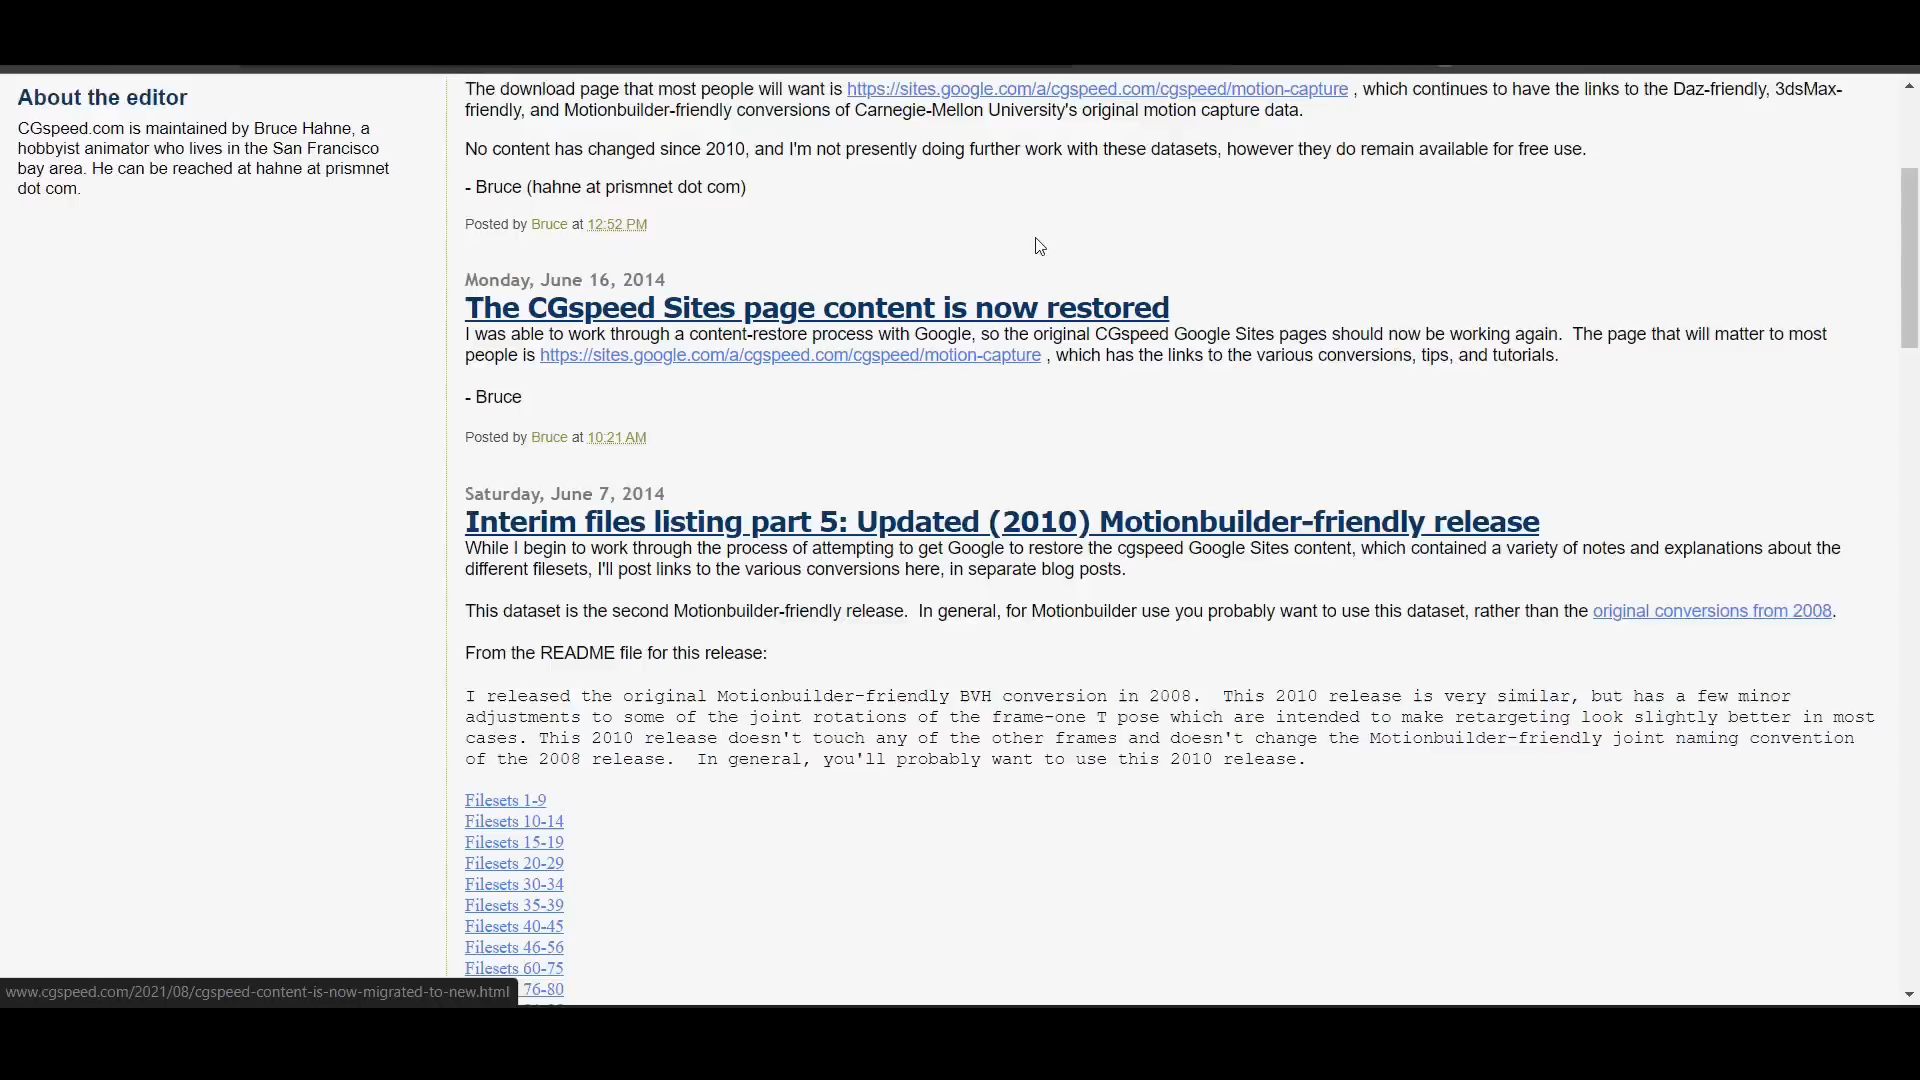 About the editor
CGspeed.com is maintained by Bruce Hahne, a
hobbyist animator who lives in the San Francisco
bay area. He can be reached at hahne at prismnet
dot com.
The download page that most people will want is https://sites.google.com/a/cgspeed.com/cgspeed/motion-capture , which continues to have the links to the Daz-friendly, 3dsMax-
friendly, and Motionbuilder-friendly conversions of Carnegie-Mellon University's original motion capture data.
No content has changed since 2010, and I'm not presently doing further work with these datasets, however they do remain available for free use.
- Bruce (hahne at prismnet dot com)
Posted by Bruce at 12:52 PM
Monday, June 16, 2014
The CGspeed Sites page content is now restored
I was able to work through a content-restore process with Google, so the original CGspeed Google Sites pages should now be working again.  The page that will matter to most
people is https://sites.google.com/a/cgspeed.com/cgspeed/motion-capture , which has the links to the various conversions, tips, and tutorials.
- Bruce
Posted by Bruce at 10:21 AM
Saturday, June 7, 2014
Interim files listing part 5: Updated (2010) Motionbuilder-friendly release
While I begin to work through the process of attempting to get Google to restore the cgspeed Google Sites content, which contained a variety of notes and explanations about the
different filesets, I'll post links to the various conversions here, in separate blog posts.
This dataset is the second Motionbuilder-friendly release.  In general, for Motionbuilder use you probably want to use this dataset, rather than the original conversions from 2008.
From the README file for this release:
I released the original Motionbuilder-friendly BVH conversion in 2008.  This 2010 release is very similar, but has a few minor
adjustments to some of the joint rotations of the frame-one T pose which are intended to make retargeting look slightly better in most
cases. This 2010 release doesn't touch any of the other frames and doesn't change the Motionbuilder-friendly joint naming convention
of the 2008 release.  In general, you'll probably want to use this 2010 release.
Filesets 1-9
Filesets 10-14
Filesets 15-19
Filesets 20-29
Filesets 30-34
Filesets 35-39
Filesets 40-45
Filesets 46-56
Filesets 60-75
76-80
www.cgspeed.com/2021/08/cgspeed-content-is-now-migrated-to-new.html